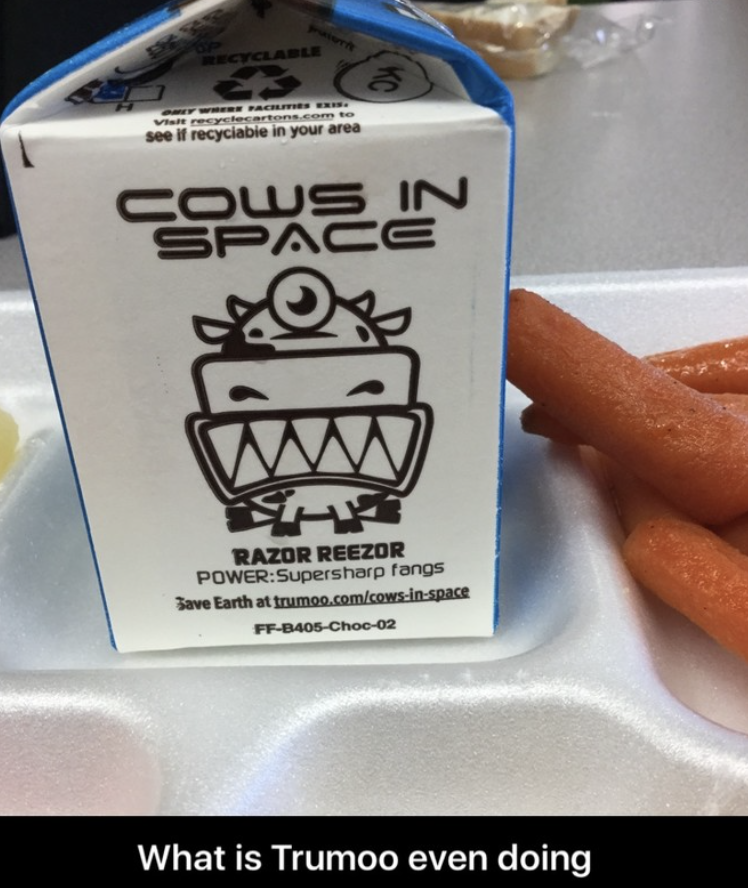 RECYCLABLE
KC
H
ONLY WHERE FACILITIES EXIST
Visit recyclecartons.com to
see if recyclable in your area
COWS IN
SPACE
RAZOR REEZOR
POWER:Supersharp fangs
Save Earth at trumoo.com/cows-in-space
FF-B405-Choc-02
What is Trumoo even doing